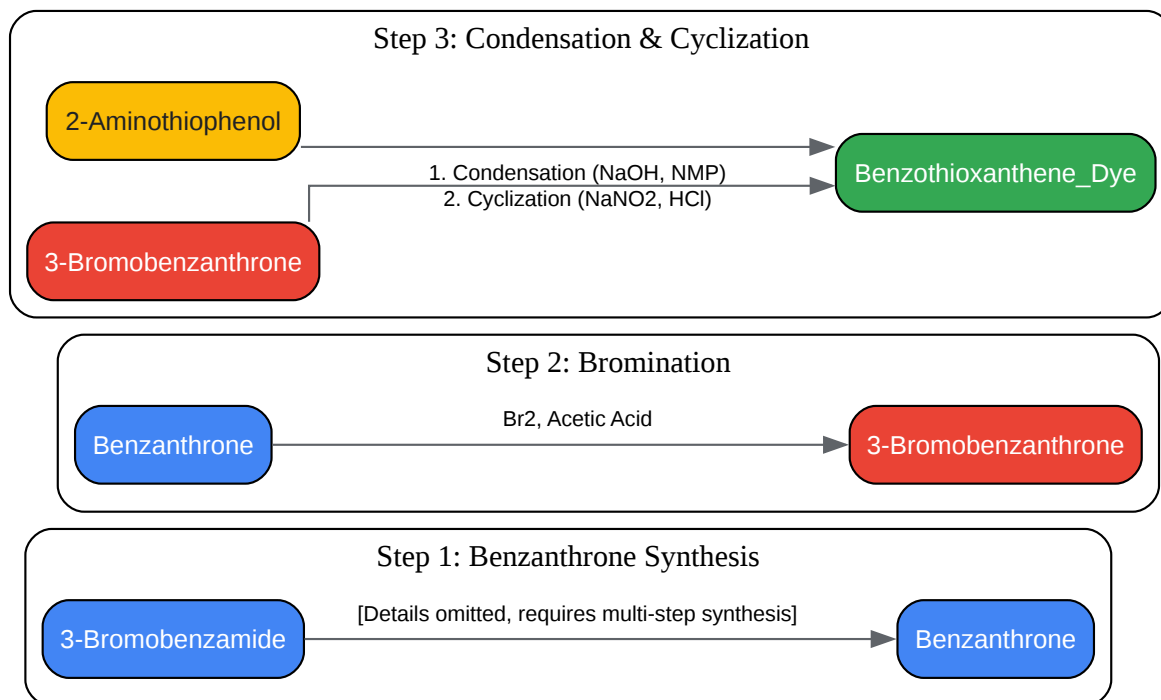 Step 3: Condensation & Cyclization
2-Aminothiophenol
1. Condensation (NaOH, NMP)
2. Cyclization (NaNO2, HCl)
Benzothioxanthene_Dye
3-Bromobenzanthrone
Step 2: Bromination
Benzanthrone
Br2, Acetic Acid
3-Bromobenzanthrone
Step 1: Benzanthrone Synthesis
3-Bromobenzamide
[Details omitted, requires multi-step synthesis]
Benzanthrone